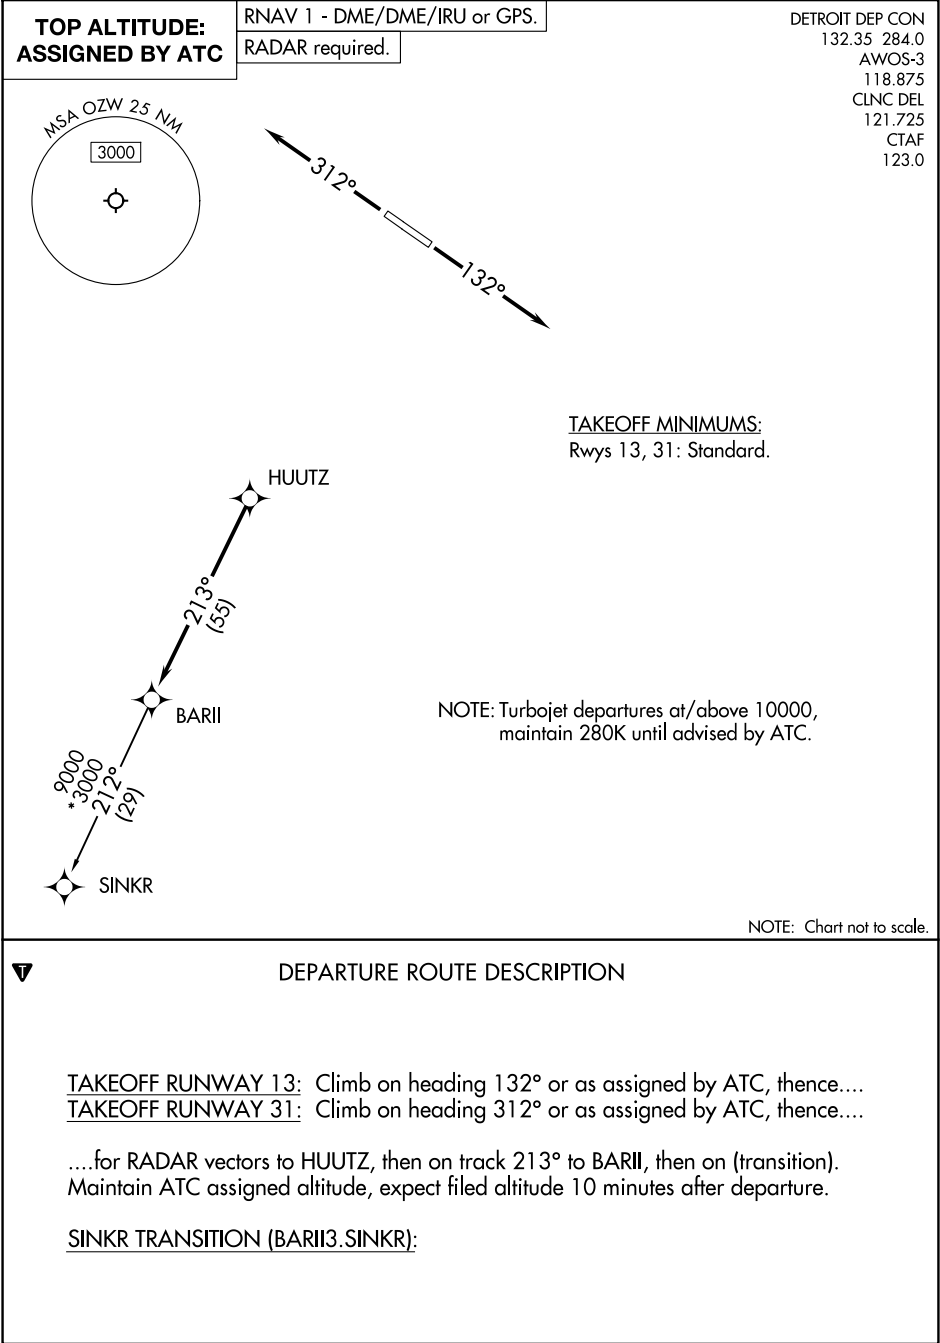 TOP ALTITUDE:
ASSIGNED BY ATC
RNAV 1 - DME/DME/IRU or GPS.
RADAR required.
DETROIT DEP CON
132.35 284.0
AWOS-3
118.875
CLNC DEL
121.725
CTAF
123.0
MSA OZW 25 NM
3000
312°
132°
TAKEOFF MINIMUMS:
Rwys 13, 31: Standard.
HUUTZ
213°
(55)
BARII
NOTE: Turbojet departures at/above 10000,
maintain 280K until advised by ATC.
9000
*3000
212°
(29)
SINKR
NOTE: Chart not to scale.
T
DEPARTURE ROUTE DESCRIPTION
TAKEOFF RUNWAY 13: Climb on heading 132° or as assigned by ATC, thence....
TAKEOFF RUNWAY 31: Climb on heading 312° or as assigned by ATC, thence....
....for RADAR vectors to HUUTZ, then on track 213° to BARII, then on (transition).
Maintain ATC assigned altitude, expect filed altitude 10 minutes after departure.
SINKR TRANSITION (BARII3.SINKR):